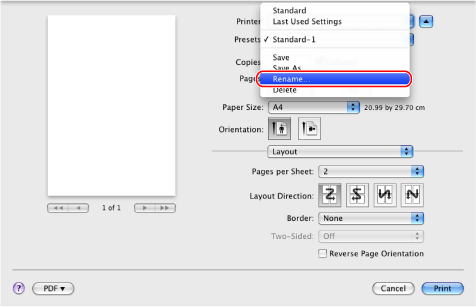 Standard
Printer
Last Used Settings
Presets ✓ Standard-1
Save
Copies
Save As
Pages
Rename...
Delete
Paper Size: A4 20.99 by 29.70 cm
Orientation:
Layout
Pages per Sheet: 2
Layout Direction:
1 of 1
Border: None
Two-Sided: Off
Reverse Page Orientation
? PDF ▾ Cancel Print